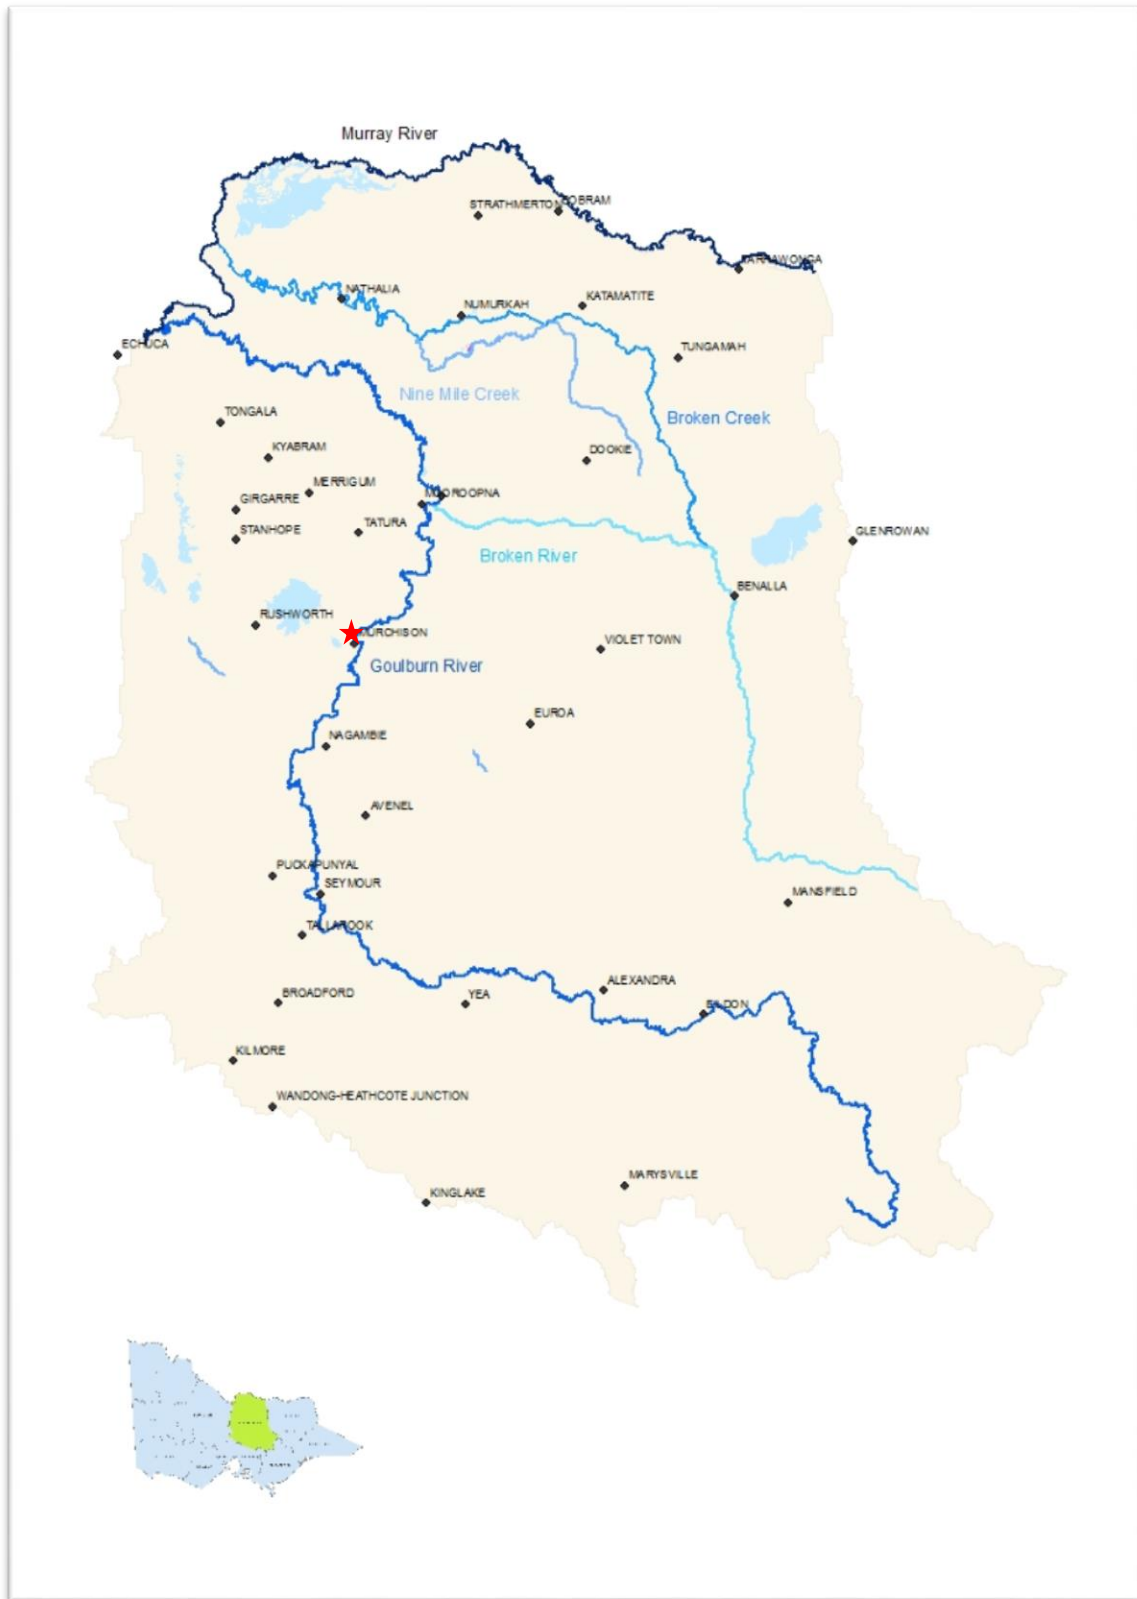 Murray River
STRATHMERTON
COBRAM
YARRAWONGA
NATHALIA
NUMURKAH
KATAMATITE
ECHUCA
TUNGAMAH
Nine Mile Creek
TONGALA
Broken Creek
KYABRAM
DOOKIE
MERRIGUM
GIRGARRE
MOOROOPNA
TATURA
STANHOPE
GLENROWAN
Broken River
BENALLA
RUSHWORTH
MURCHISON
VIOLET TOWN
Goulburn River
EUROA
NAGAMBIE
AVENEL
PUCKAPUNYAL
SEYMOUR
MANSFIELD
TALLAROOK
ALEXANDRA
BROADFORD
YEA
EILDON
KILMORE
WANDONG-HEATHCOTE JUNCTION
MARYSVILLE
KINGLAKE